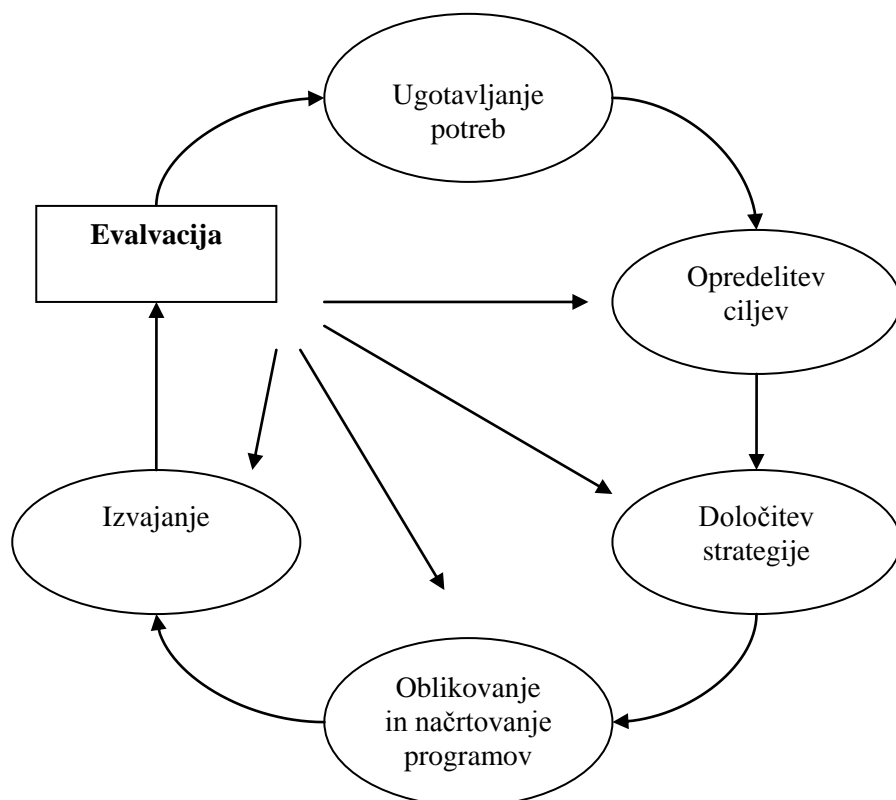 Ugotavljanje
potreb
Evalvacija
Opredelitev
ciljev
Izvajanje
Določitev
strategije
Oblikovanje
in načrtovanje
programov